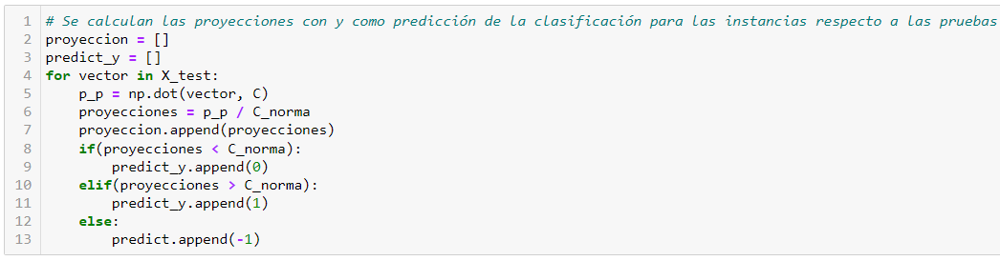 1 # Se calculan las proyecciones con y como predicción de la clasificación para las instancias respecto a las pruebas
2 proyeccion = []
3 predict_y = []
4 for vector in X_test:
5     p_p = np.dot(vector, C)
6     proyecciones = p_p / C_norma
7     proyeccion.append(proyecciones)
8     if(proyecciones < C_norma):
9         predict_y.append(0)
10     elif(proyecciones > C_norma):
11         predict_y.append(1)
12     else:
13         predict.append(-1)